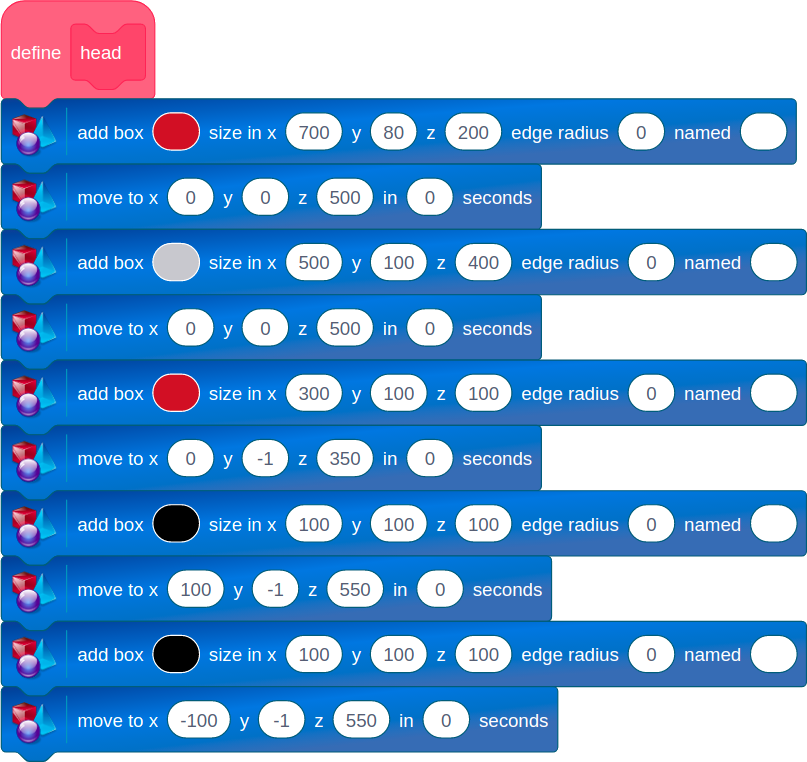 define head
add box size in x 700 y 80 z 200 edge radius 0 named
move to x 0 y 0 z 500 in 0 seconds
add box size in x 500 y 100 z 400 edge radius 0 named
move to x 0 y 0 z 500 in 0 seconds
add box size in x 300 y 100 z 100 edge radius 0 named
move to x 0 y -1 z 350 in 0 seconds
add box size in x 100 y 100 z 100 edge radius 0 named
move to x 100 y -1 z 550 in 0 seconds
add box size in x 100 y 100 z 100 edge radius 0 named
move to x -100 y -1 z 550 in 0 seconds